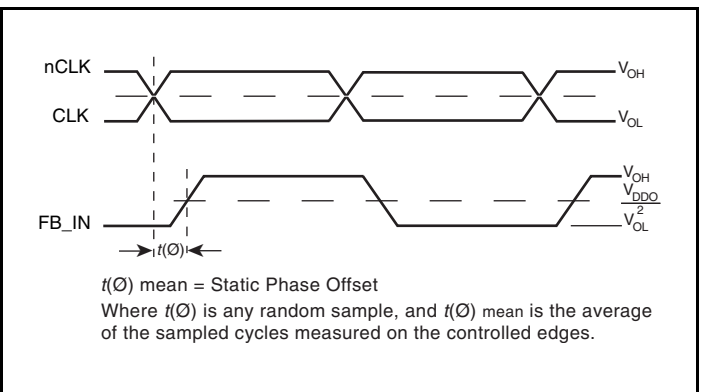 nCLK
V_OH
CLK
V_OL
V_OH
V_DDO
2
FB_IN
V_OL
t(Ø)
t(Ø) mean = Static Phase Offset
Where t(Ø) is any random sample, and t(Ø) mean is the average
of the sampled cycles measured on the controlled edges.